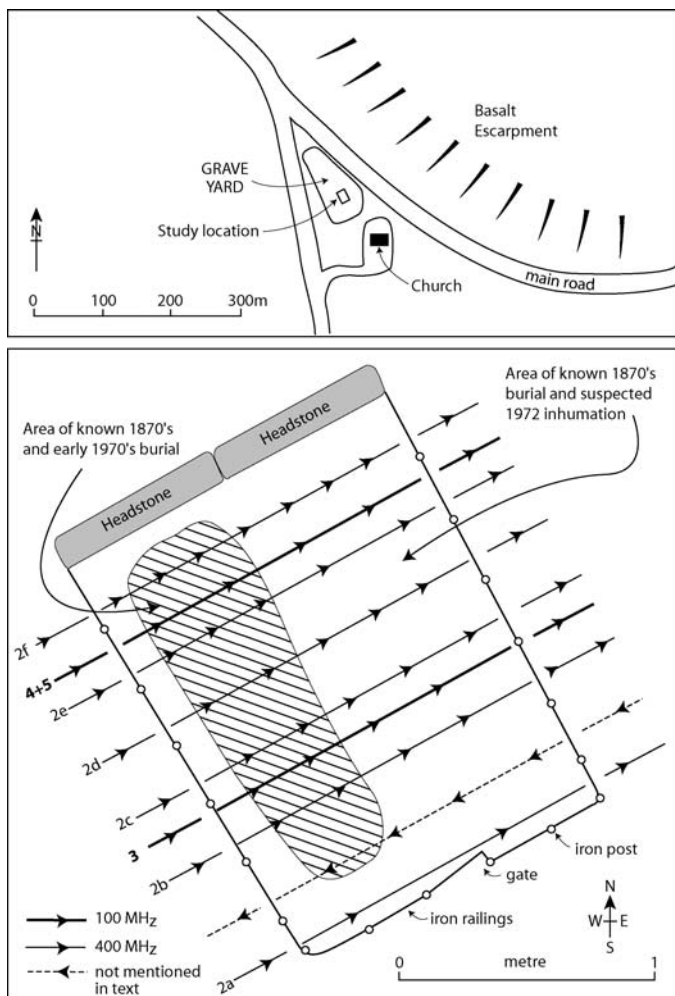 Basalt
Escarpment
GRAVE
YARD
Study location
N
0 100 200 300m
Church
main road
Area of known 1870's
burial and suspected
1972 inhumation
Area of known 1870's
and early 1970's burial
Headstone
Headstone
2f
4+5
2e
2d
2c
3
2b
2a
iron post
gate
iron railings
100 MHz
400 MHz
not mentioned
in text
N
W E
S
metre
0 1